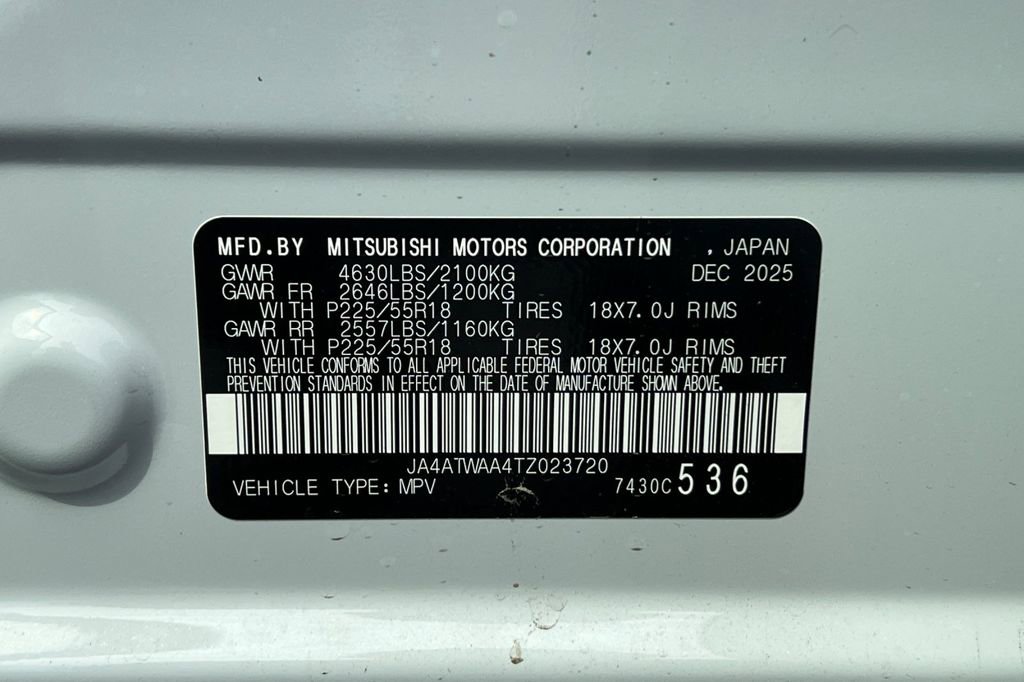 MFD.BY MITSUBISHI MOTORS CORPORATION , JAPAN
GVWR 4630LBS/2100KG DEC 2025
GAWR FR 2646LBS/1200KG
WITH P225/55R18 TIRES 18X7.0J RIMS
GAWR RR 2557LBS/1160KG
WITH P225/55R18 TIRES 18X7.0J RIMS
THIS VEHICLE CONFORMS TO ALL APPLICABLE FEDERAL MOTOR VEHICLE SAFETY AND THEFT
PREVENTION STANDARDS IN EFFECT ON THE DATE OF MANUFACTURE SHOWN ABOVE.
JA4ATWAA4TZ023720
VEHICLE TYPE: MPV 7430C 536